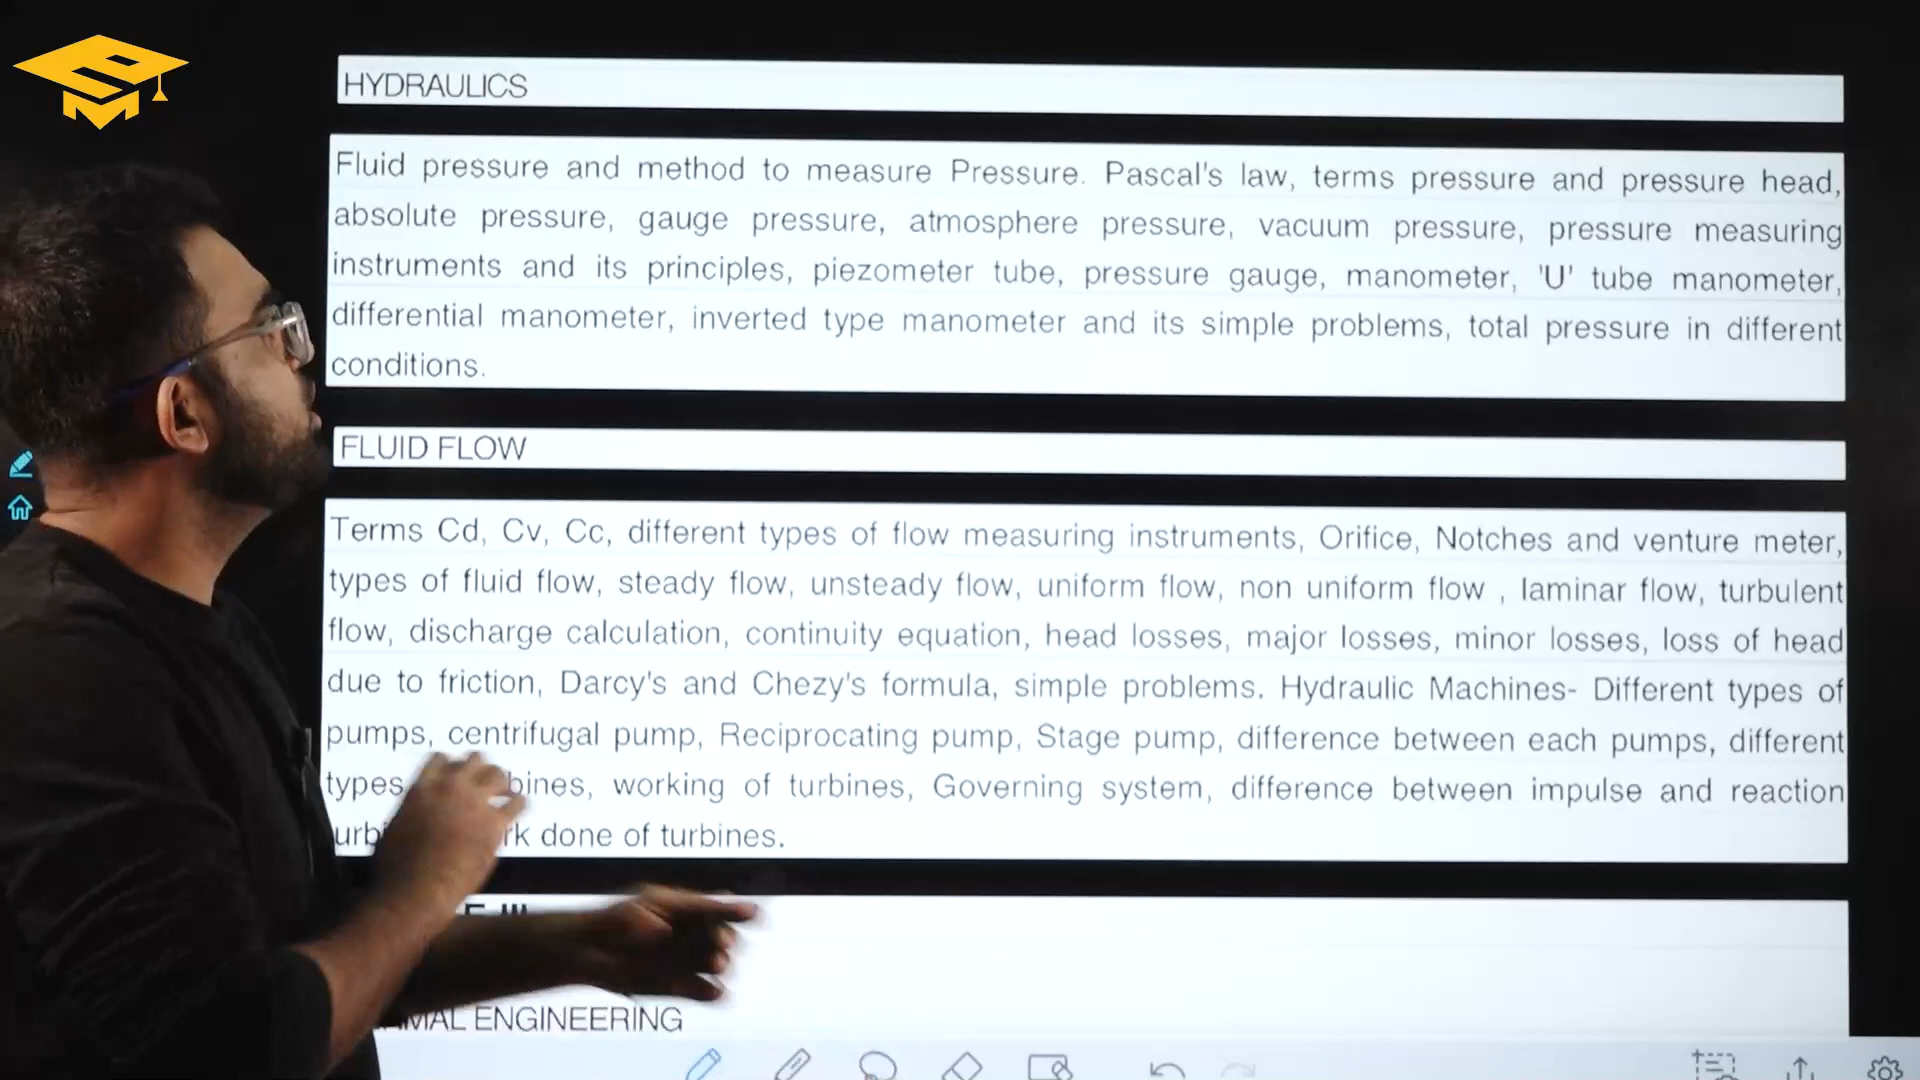 HYDRAULICS
Fluid pressure and method to measure Pressure. Pascal's law, terms pressure and pressure head,
absolute pressure, gauge pressure, atmosphere pressure, vacuum pressure, pressure measuring
instruments and its principles, piezometer tube, pressure gauge, manometer, 'U' tube manometer,
differential manometer, inverted type manometer and its simple problems, total pressure in different
conditions.
FLUID FLOW
Terms Cd, Cv, Cc, different types of flow measuring instruments, Orifice, Notches and venture meter,
types of fluid flow, steady flow, unsteady flow, uniform flow, non uniform flow , laminar flow, turbulent
flow, discharge calculation, continuity equation, head losses, major losses, minor losses, loss of head
due to friction, Darcy's and Chezy's formula, simple problems. Hydraulic Machines- Different types of
pumps, centrifugal pump, Reciprocating pump, Stage pump, difference between each pumps, different
types bines, working of turbines, Governing system, difference between impulse and reaction
urbi rk done of turbines.
ENGINEERING